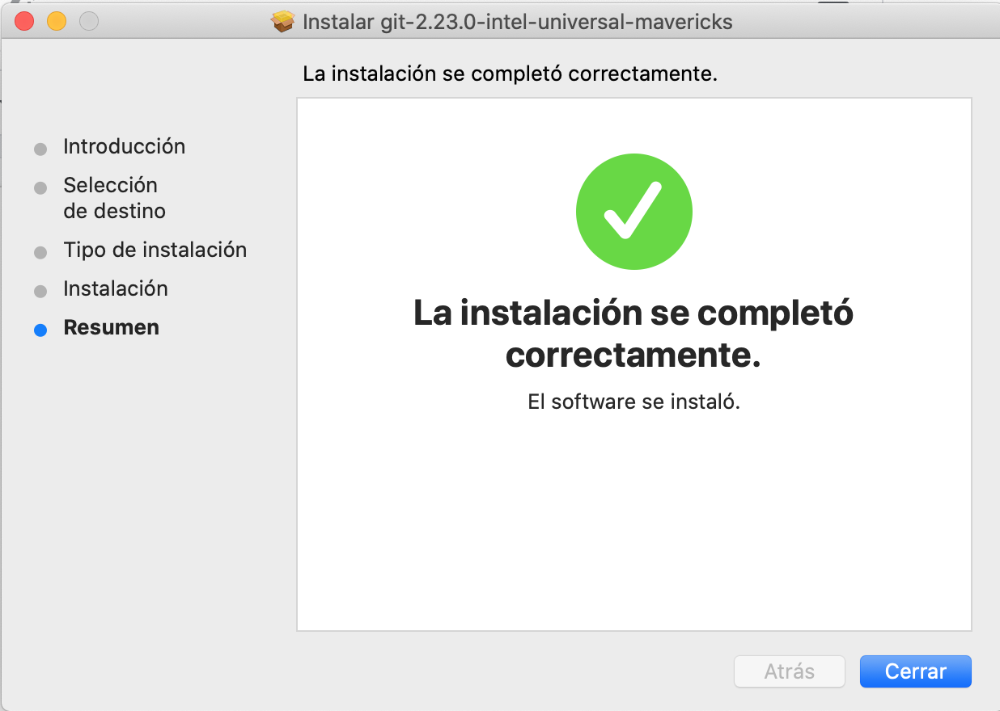 Instalar git-2.23.0-intel-universal-mavericks
La instalación se completó correctamente.
Introducción
Selección
de destino
Tipo de instalación
Instalación
Resumen
La instalación se completó
correctamente.
El software se instaló.
Atrás
Cerrar